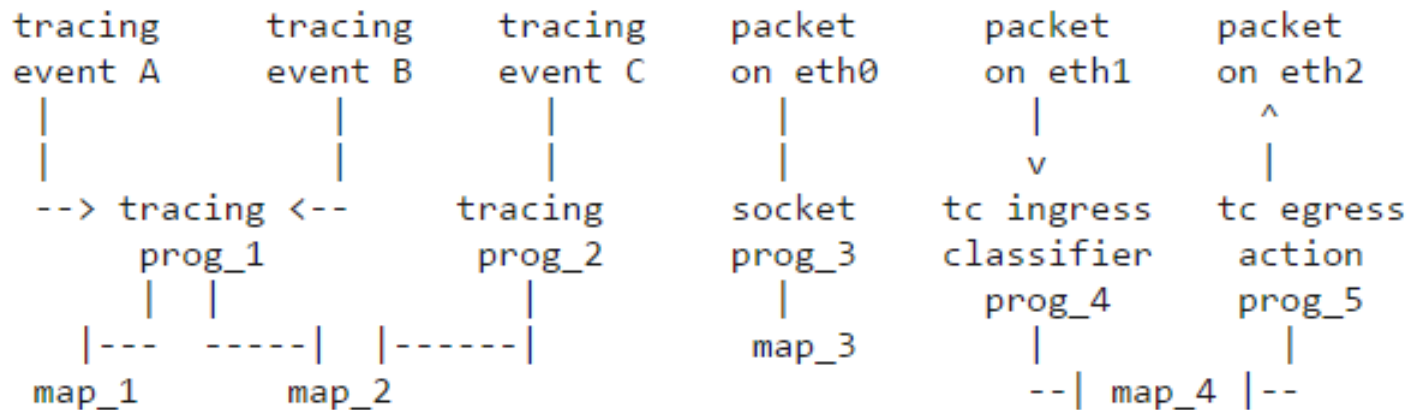 tracing     tracing    tracing    packet      packet     packet
event A     event B    event C    on eth0     on eth1    on eth2
 |             |         |          |           |          ^
 |             |         |          |           v          |
 --> tracing <--     tracing      socket    tc ingress   tc egress
      prog_1          prog_2      prog_3    classifier    action
      |  |              |           |         prog_4      prog_5
   |---  -----|  |------|          map_3        |           |
 map_1       map_2                              --| map_4 |--